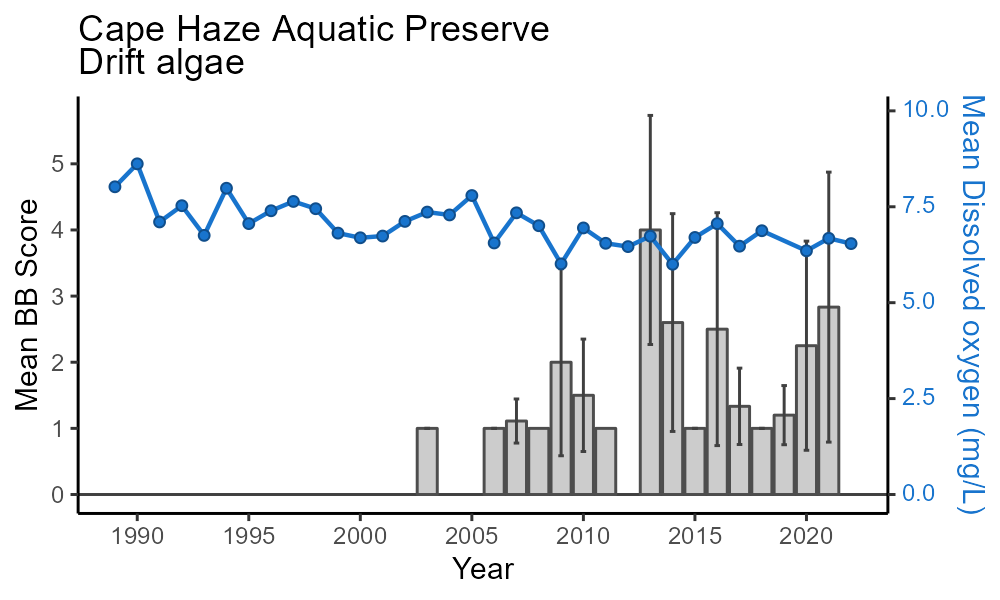 Cape Haze Aquatic Preserve
Drift algae
Mean BB Score
5
4
3
2
1
0
10.0
7.5
5.0
2.5
0.0
Mean Dissolved oxygen (mg/L)
1990 1995 2000 2005 2010 2015 2020
Year